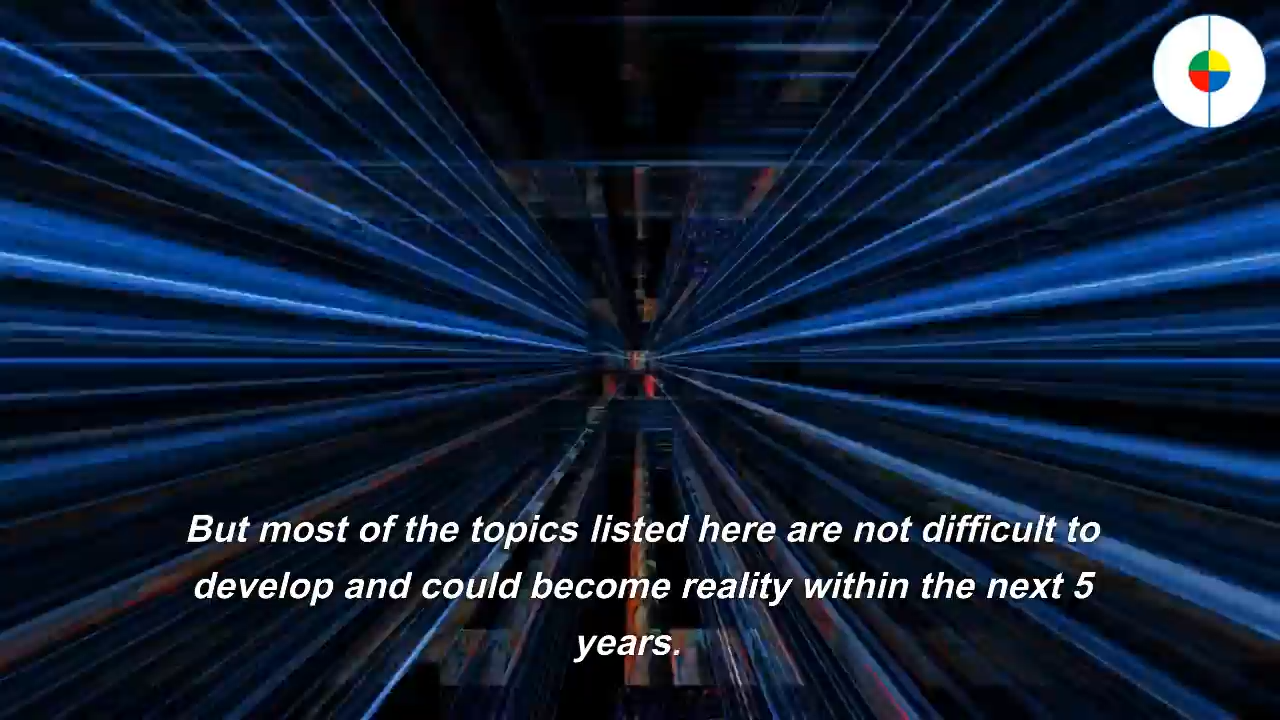 But most of the topics listed here are not difficult to
develop and could become reality within the next 5
years.